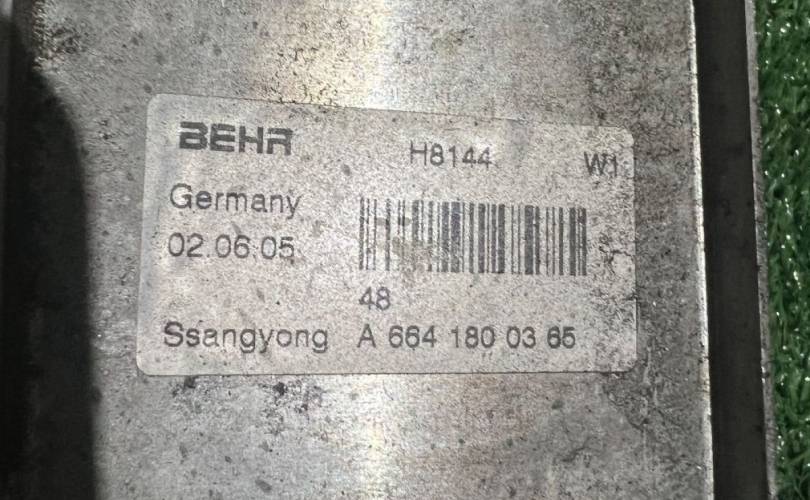 BEHR H8144 W1
Germany
02.06.05
48
Ssangyong A 664 180 03 65